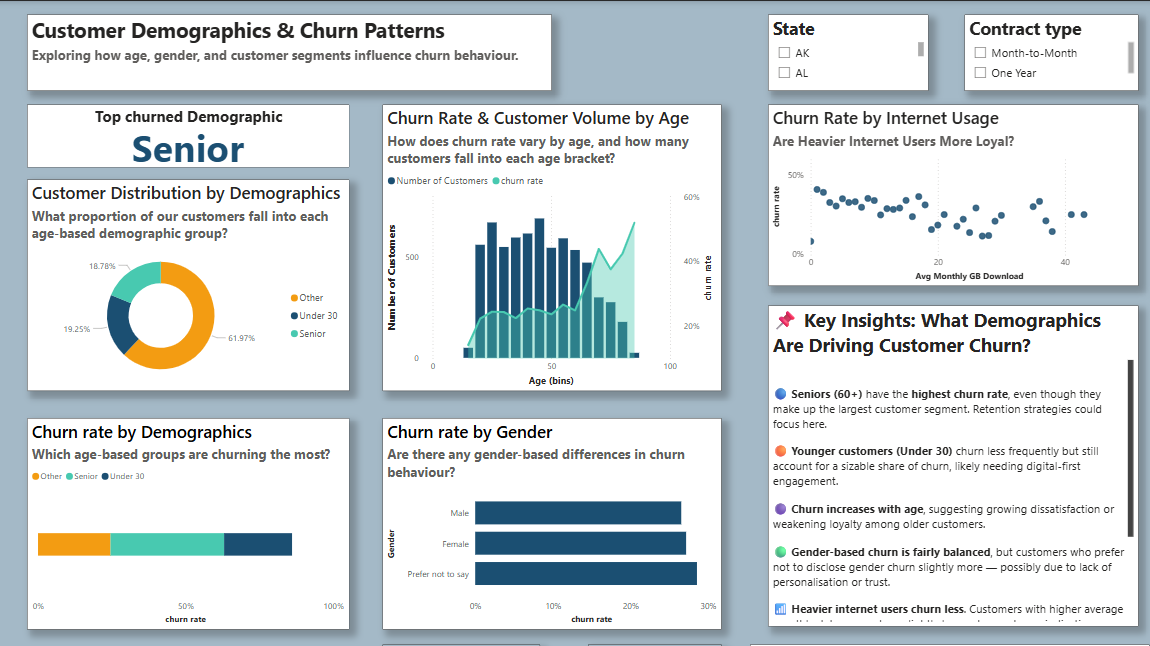 Customer Demographics & Churn Patterns
Exploring how age, gender, and customer segments influence churn behaviour.
State
AK
AL
Contract type
Month-to-Month
One Year
Top churned Demographic
Senior
Customer Distribution by Demographics
What proportion of our customers fall into each
age-based demographic group?
18.78%
19.25%
61.97%
Other
Under 30
Senior
Churn Rate & Customer Volume by Age
How does churn rate vary by age, and how many
customers fall into each age bracket?
Number of Customers churn rate
Number of Customers
500
0
60%
40%
20%
churn rate
0 50 100
Age (bins)
Churn Rate by Internet Usage
Are Heavier Internet Users More Loyal?
churn rate
50%
0%
0 20 40
Avg Monthly GB Download
📌 Key Insights: What Demographics
Are Driving Customer Churn?
Seniors (60+) have the highest churn rate, even though they
make up the largest customer segment. Retention strategies could
focus here.
Younger customers (Under 30) churn less frequently but still
account for a sizable share of churn, likely needing digital-first
engagement.
Churn increases with age, suggesting growing dissatisfaction or
weakening loyalty among older customers.
Gender-based churn is fairly balanced, but customers who prefer
not to disclose gender churn slightly more — possibly due to lack of
personalisation or trust.
Heavier internet users churn less. Customers with higher average
Churn rate by Demographics
Which age-based groups are churning the most?
Other Senior Under 30
0% 50% 100%
churn rate
Churn rate by Gender
Are there any gender-based differences in churn
behaviour?
Gender
Male
Female
Prefer not to say
0% 10% 20% 30%
churn rate